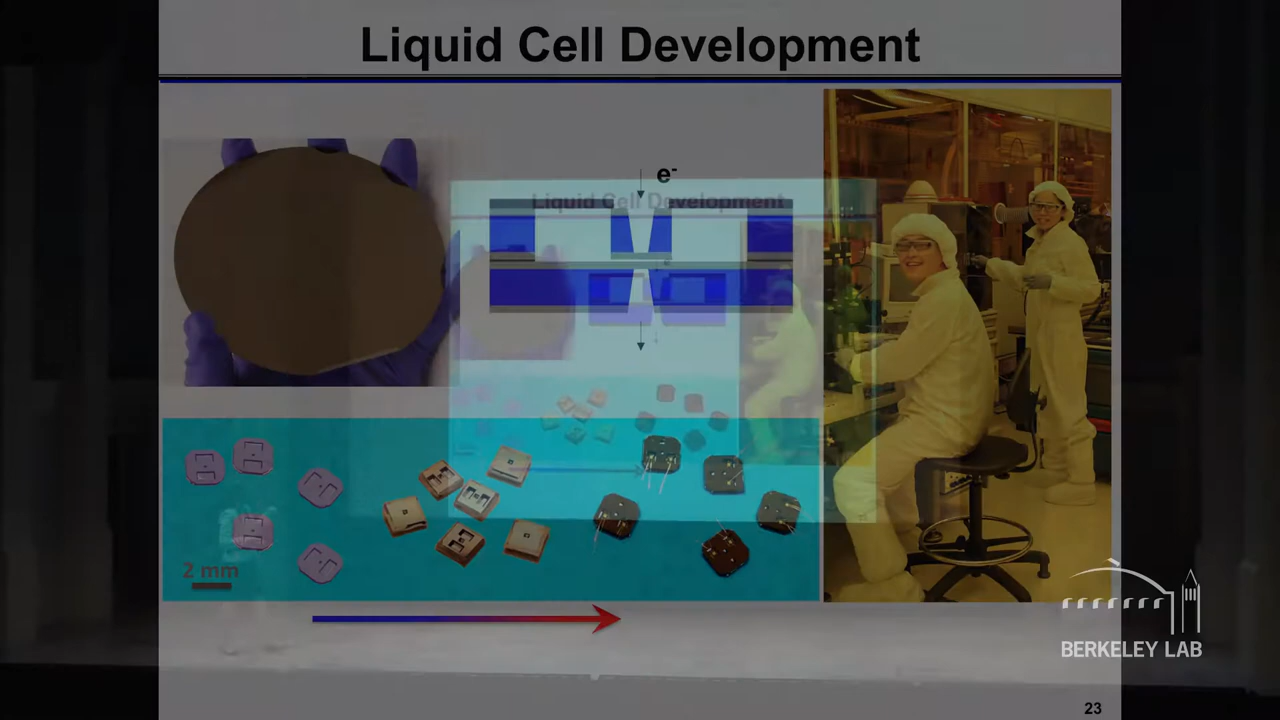 Liquid Cell Development
e-
Liquid Cell Development
2 mm
BERKELEY LAB
23